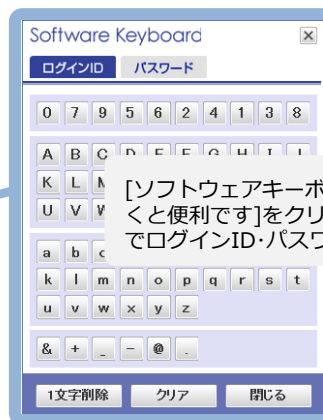 Software Keyboard ×
ログインID パスワード
0 7 9 5 6 2 4 1 3 8
A B C
K L
U V
[ソフトウェアキーボ
くと便利です]をクリ
でログインID・パスワ
a b
k l m n o p q r s t
u v w x y z
& + _ - @ .
1文字削除 クリア 閉じる